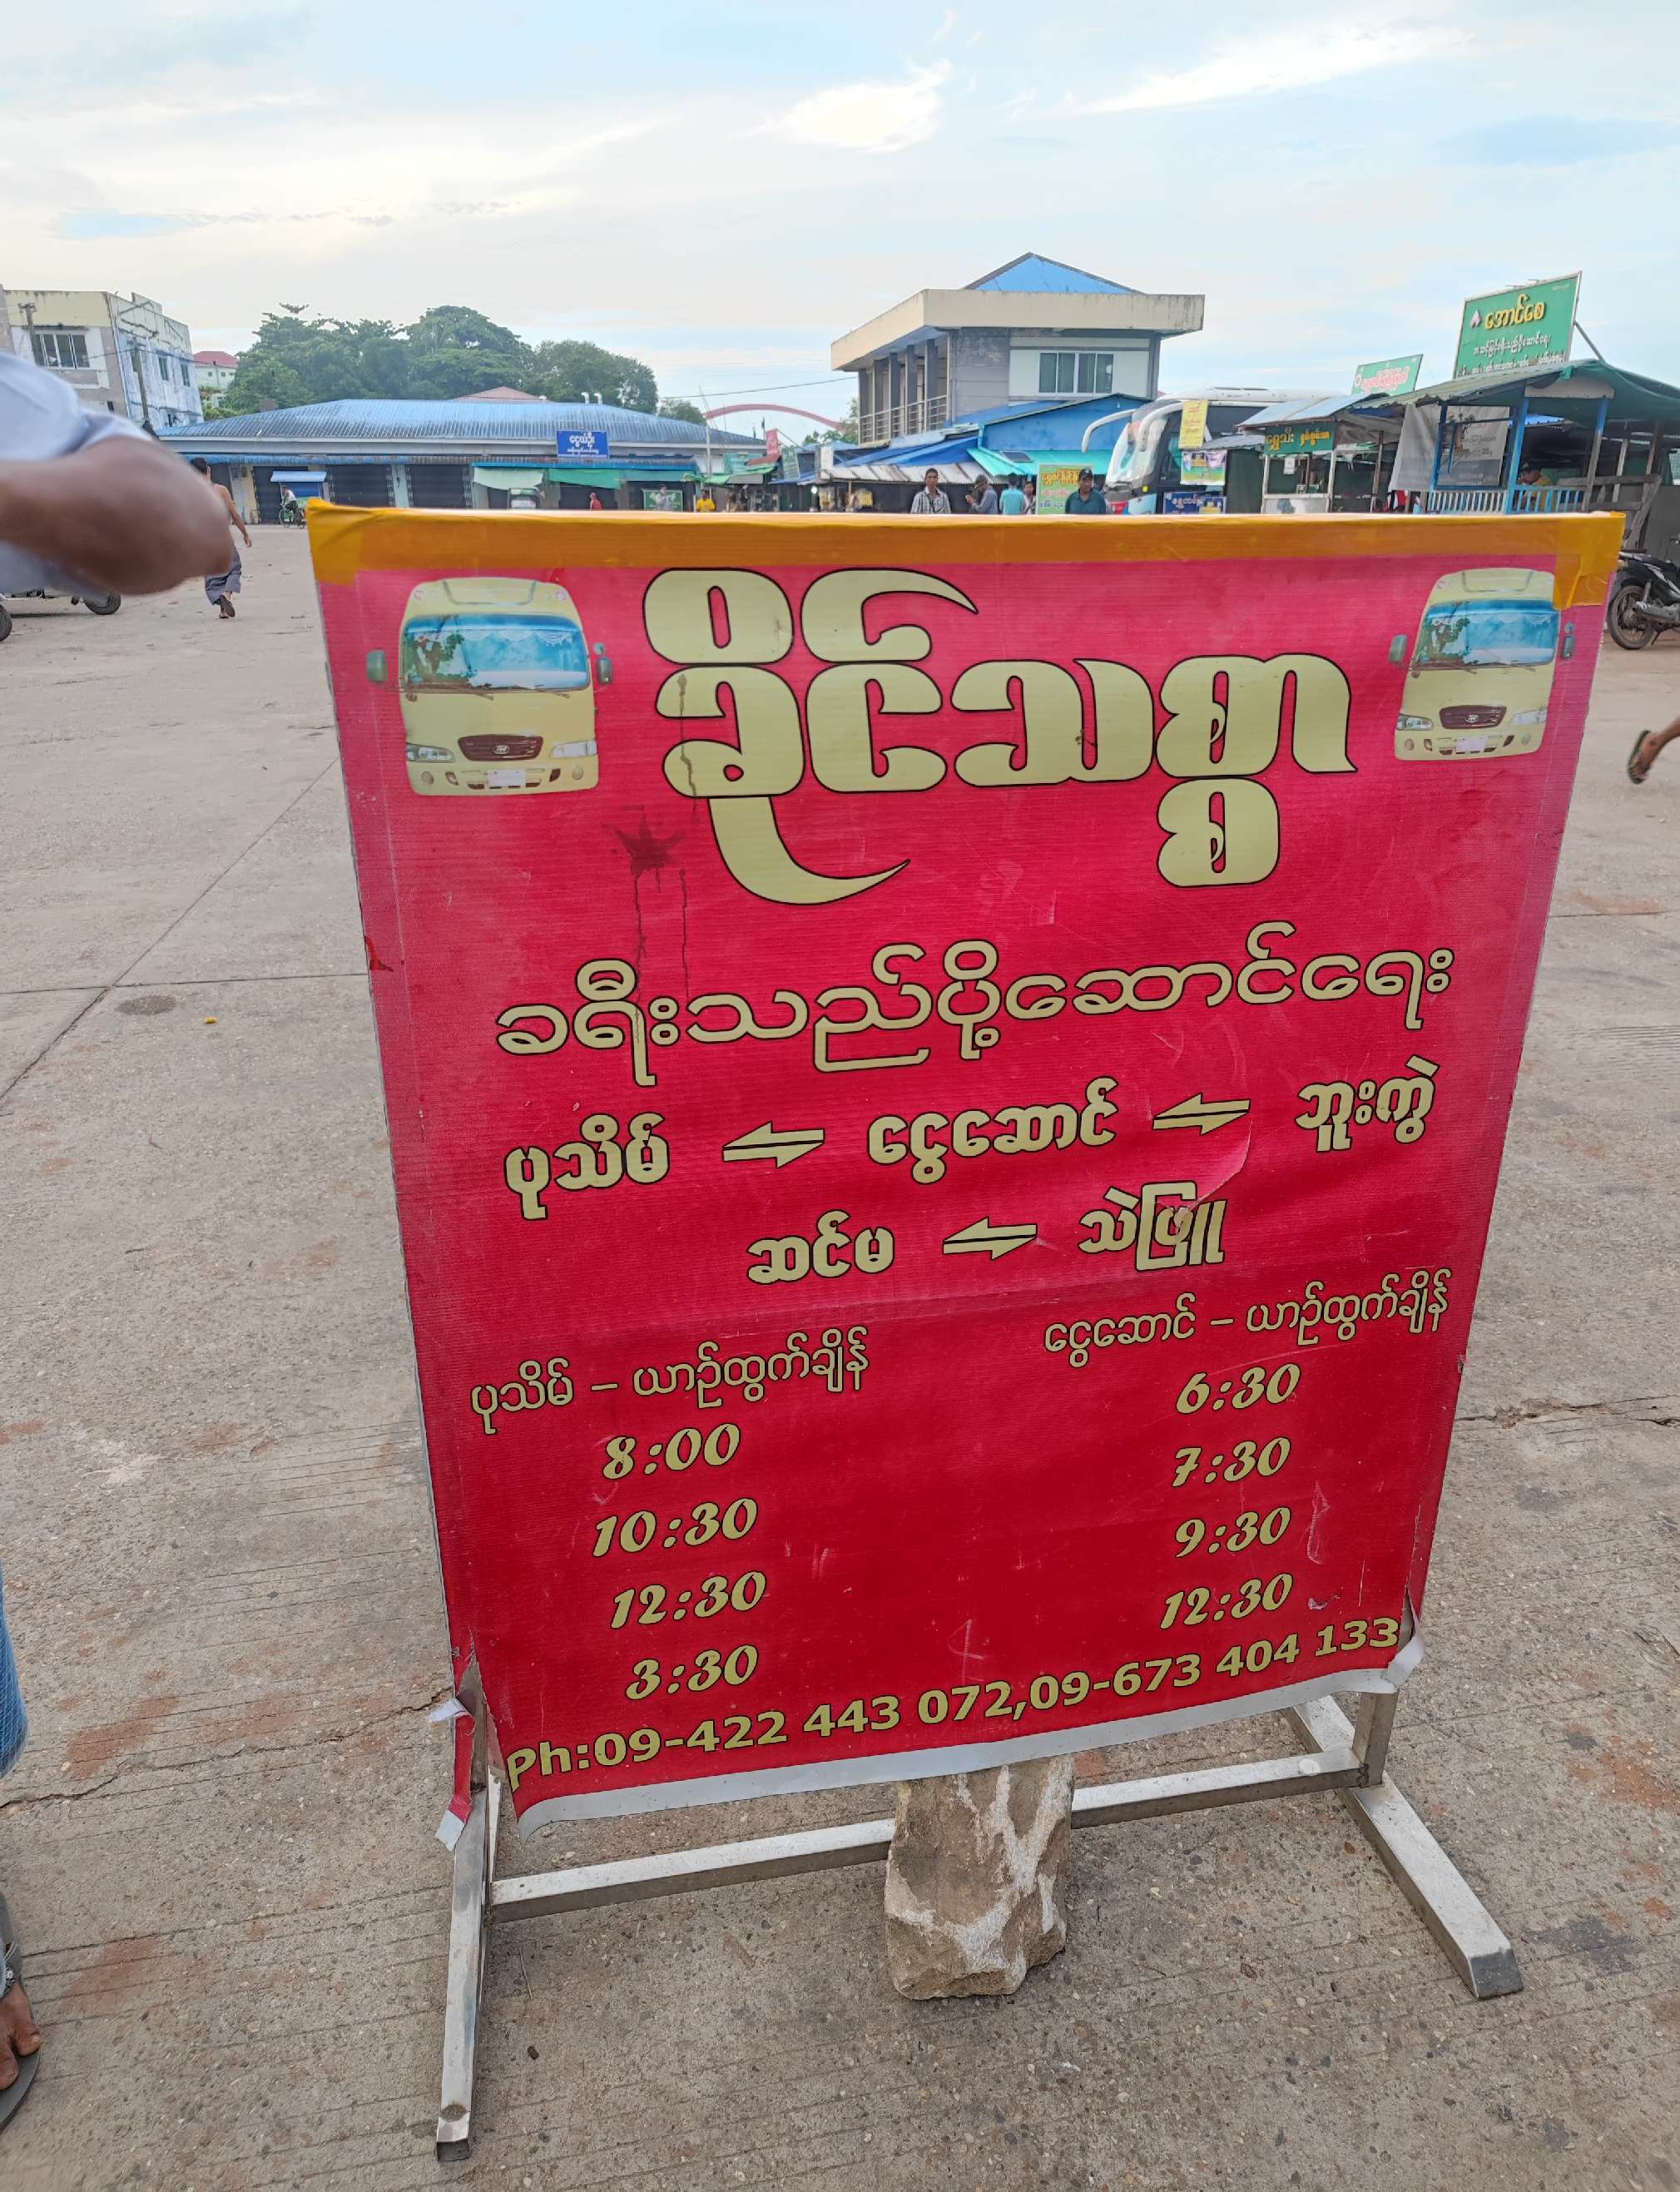 ခိုင်သစ္စာ
ခရီးသည်ပို့ဆောင်ရေး
ပုသိမ် ⇌ ငွေဆောင် ⇌ ဘူးကွဲ
ဆင်မ ⇌ သဲဖြူ
ပုသိမ် – ယာဉ်ထွက်ချိန်
8:00
10:30
12:30
3:30
ငွေဆောင် – ယာဉ်ထွက်ချိန်
6:30
7:30
9:30
12:30
Ph:09-422 443 072,09-673 404 133
အောင်စေ